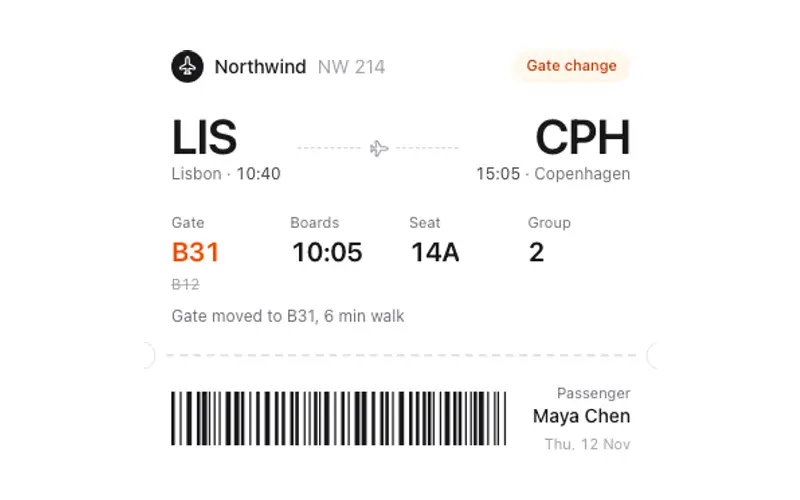 Northwind NW 214
Gate change
LIS
CPH
Lisbon · 10:40
15:05 · Copenhagen
Gate Boards Seat Group
B31 10:05 14A 2
B12
Gate moved to B31, 6 min walk
Passenger
Maya Chen
Thu, 12 Nov